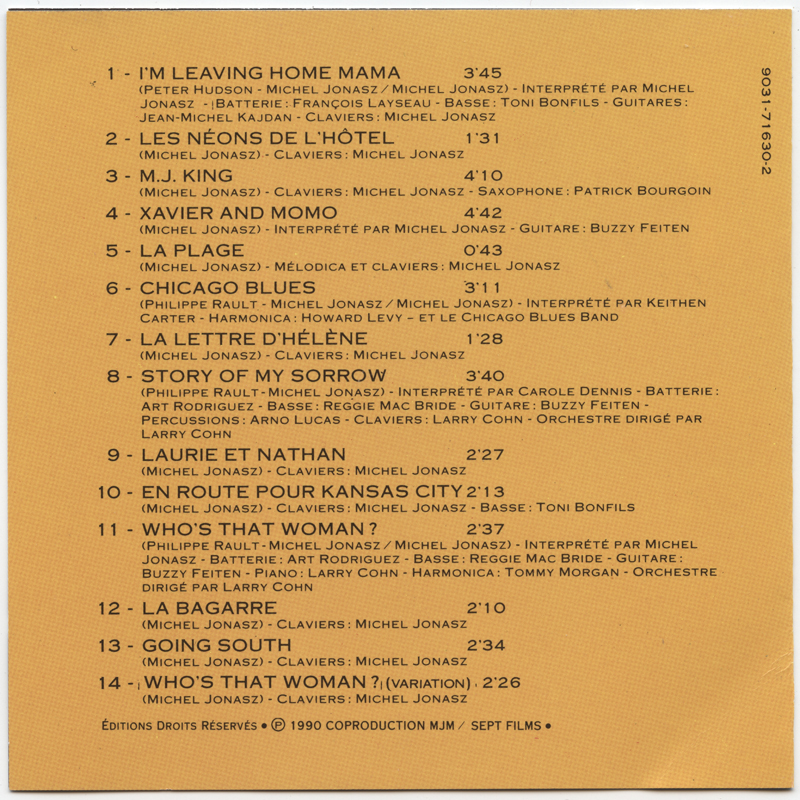 1 - I'M LEAVING HOME MAMA 3'45
(PETER HUDSON - MICHEL JONASZ / MICHEL JONASZ) - INTERPRÉTÉ PAR MICHEL
JONASZ - BATTERIE : FRANÇOIS LAYSEAU - BASSE : TONI BONFILS - GUITARES :
JEAN-MICHEL KAJDAN - CLAVIERS : MICHEL JONASZ
2 - LES NÉONS DE L'HÔTEL 1'31
(MICHEL JONASZ) - CLAVIERS : MICHEL JONASZ
3 - M.J. KING 4'10
(MICHEL JONASZ) - CLAVIERS : MICHEL JONASZ - SAXOPHONE : PATRICK BOURGOIN
4 - XAVIER AND MOMO 4'42
(MICHEL JONASZ) - INTERPRÉTÉ PAR MICHEL JONASZ - GUITARE : BUZZY FEITEN
5 - LA PLAGE 0'43
(MICHEL JONASZ) - MÉLODICA ET CLAVIERS : MICHEL JONASZ
6 - CHICAGO BLUES 3'11
(PHILIPPE RAULT - MICHEL JONASZ / MICHEL JONASZ) - INTERPRÉTÉ PAR KEITHEN
CARTER - HARMONICA : HOWARD LEVY – ET LE CHICAGO BLUES BAND
7 - LA LETTRE D'HÉLÈNE 1'28
(MICHEL JONASZ) - CLAVIERS : MICHEL JONASZ
8 - STORY OF MY SORROW 3'40
(PHILIPPE RAULT - MICHEL JONASZ) - INTERPRÉTÉ PAR CAROLE DENNIS - BATTERIE :
ART RODRIGUEZ - BASSE : REGGIE MAC BRIDE - GUITARE : BUZZY FEITEN -
PERCUSSIONS : ARNO LUCAS - CLAVIERS : LARRY COHN - ORCHESTRE DIRIGÉ PAR
LARRY COHN
9 - LAURIE ET NATHAN 2'27
(MICHEL JONASZ) - CLAVIERS : MICHEL JONASZ
10 - EN ROUTE POUR KANSAS CITY 2'13
(MICHEL JONASZ) - CLAVIERS : MICHEL JONASZ - BASSE : TONI BONFILS
11 - WHO'S THAT WOMAN ? 2'37
(PHILIPPE RAULT - MICHEL JONASZ / MICHEL JONASZ) - INTERPRÉTÉ PAR MICHEL
JONASZ - BATTERIE : ART RODRIGUEZ - BASSE : REGGIE MAC BRIDE - GUITARE :
BUZZY FEITEN - PIANO : LARRY COHN - HARMONICA : TOMMY MORGAN - ORCHESTRE
DIRIGÉ PAR LARRY COHN
12 - LA BAGARRE 2'10
(MICHEL JONASZ) - CLAVIERS : MICHEL JONASZ
13 - GOING SOUTH 2'34
(MICHEL JONASZ) - CLAVIERS : MICHEL JONASZ
14 - WHO'S THAT WOMAN ? (VARIATION) 2'26
(MICHEL JONASZ) - CLAVIERS : MICHEL JONASZ
ÉDITIONS DROITS RÉSERVÉS • ℗ 1990 COPRODUCTION MJM / SEPT FILMS •
9031-71630-2